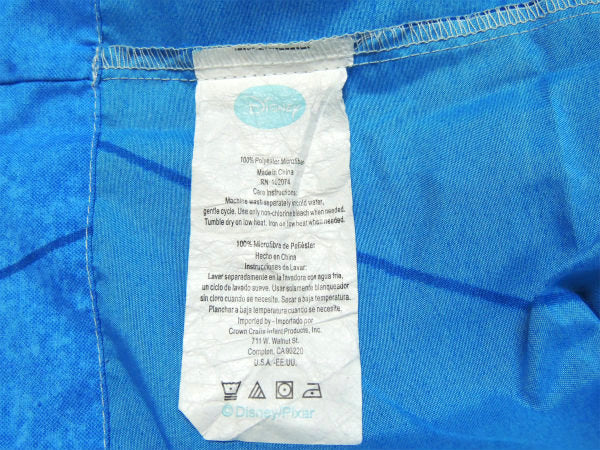 Disney
100% Polyester Microfiber
Made in China
RN 102974
Care Instruction:
Machine wash separately in cold water,
gentle cycle. Use only non-chlorine bleach when needed.
Tumble dry on low heat. Iron on low heat when needed.
100% Microfibra de Poliéster
Hecho en China
Instrucciones de Lavar:
Lavar separadamente en la lavadora con agua fria,
un ciclo de lavado suave. Usar solamente blanqueador
sin cloro cuando se necesite. Secar a baja temperatura.
Planchar a baja temperatura cuando se necesite.
Imported by - Importado por
Crown Crafts Infant Products, Inc.
711 W. Walnut St.
Compton, CA 90220
U.S.A.-EE.UU.
©Disney/Pixar